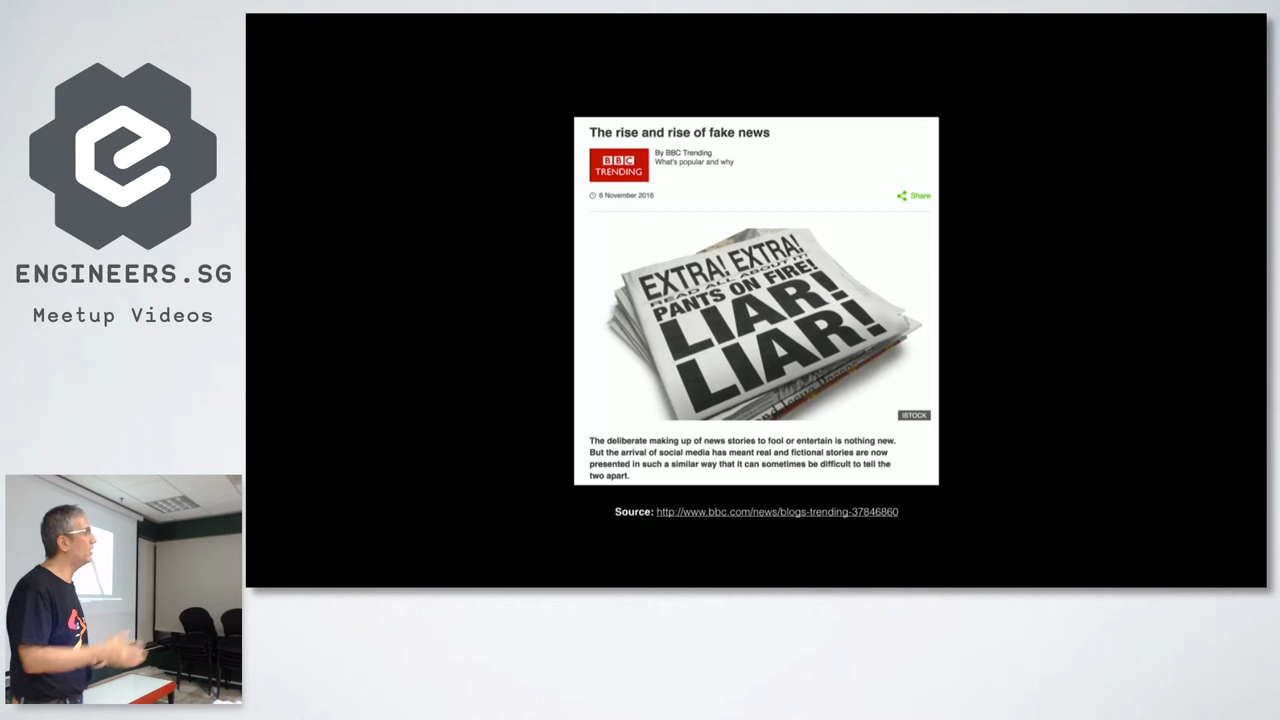 ENGINEERS.SG
Meetup Videos
The rise and rise of fake news
BBC
TRENDING
By BBC Trending
What's popular and why
6 November 2016
Share
EXTRA! EXTRA!
READ ALL ABOUT IT!
PANTS ON FIRE!
LIAR!
LIAR!
ISTOCK
The deliberate making up of news stories to fool or entertain is nothing new.
But the arrival of social media has meant real and fictional stories are now
presented in such a similar way that it can sometimes be difficult to tell the
two apart.
Source: http://www.bbc.com/news/blogs-trending-37846860